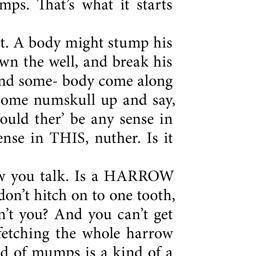 mps. That's what it starts
t. A body might stump his
wn the well, and break his
nd some- body come along
ome numskull up and say,
ould ther' be any sense in
ense in THIS, nuther. Is it
w you talk. Is a HARROW
don't hitch on to one tooth,
n't you? And you can't get
fetching the whole harrow
d of mumps is a kind of a